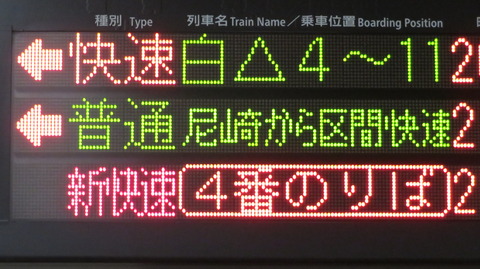 種別 Type 列車名 Train Name／乗車位置 Boarding Position
快速 白△4～11 2
普通 尼崎から区間快速 2
新快速 4番のりば 2